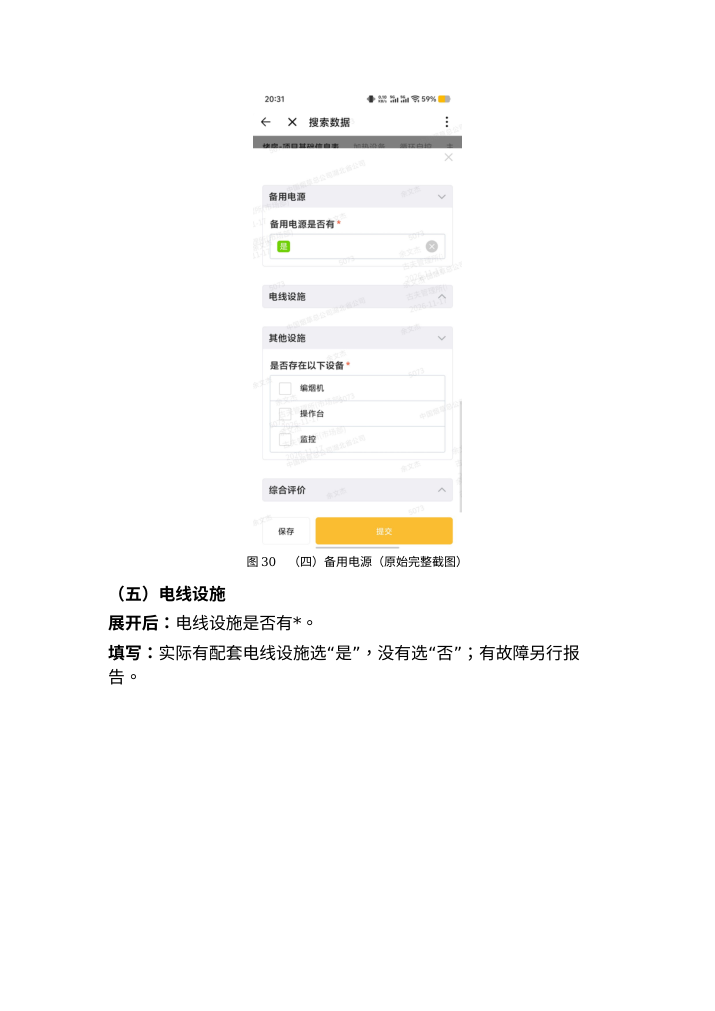 20:31
59%
搜索数据
备用电源
备用电源是否有*
是
电线设施
其他设施
是否存在以下设备*
编烟机
操作台
监控
综合评价
保存 提交
图 30 （四）备用电源（原始完整截图）
（五）电线设施
展开后：电线设施是否有*。
填写：实际有配套电线设施选“是”，没有选“否”；有故障另行报
告。